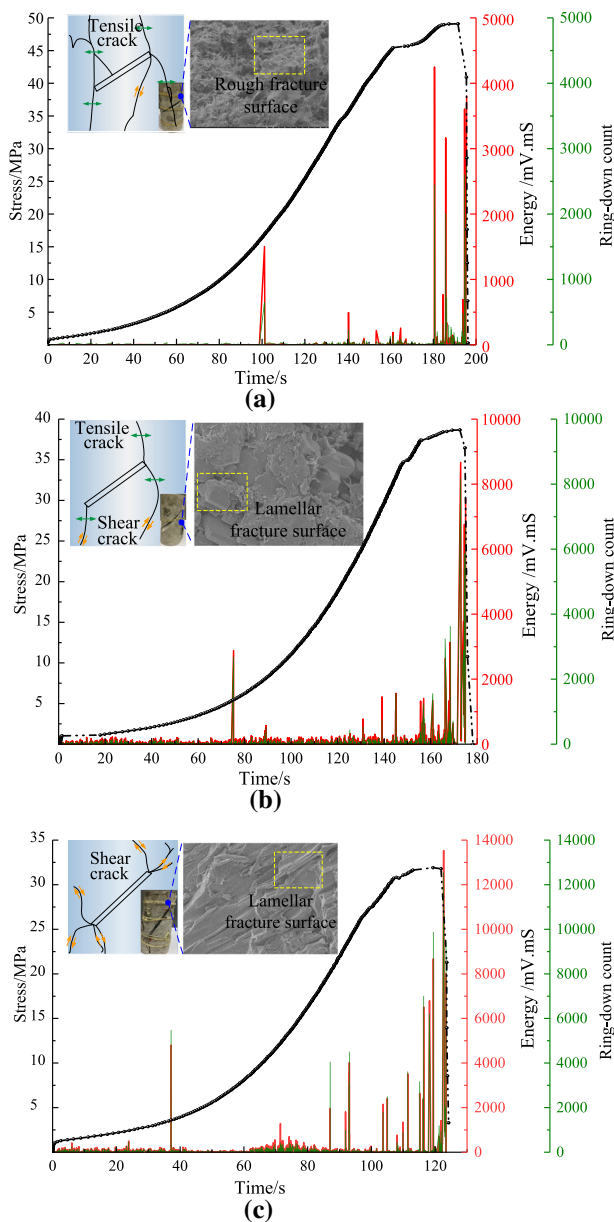 Tensile
crack
Rough fracture
surface
Stress/MPa
50
45
40
35
30
25
20
15
10
5
0 20 40 60 80 100 120 140 160 180 200
Time/s
5000
4000
3000
2000
1000
0
Energy /mV.mS
5000
4000
3000
2000
1000
0
Ring-down count
(a)
Tensile
crack
Shear
crack
Lamellar
fracture surface
Stress/MPa
40
35
30
25
20
15
10
5
0 20 40 60 80 100 120 140 160 180
Time/s
10000
8000
6000
4000
2000
0
Energy /mV.mS
10000
8000
6000
4000
2000
0
Ring-down count
(b)
Shear
crack
Lamellar
fracture surface
Stress/MPa
35
30
25
20
15
10
5
0 20 40 60 80 100 120
Time/s
14000
12000
10000
8000
6000
4000
2000
0
Energy /mV.mS
14000
12000
10000
8000
6000
4000
2000
0
Ring-down count
(c)